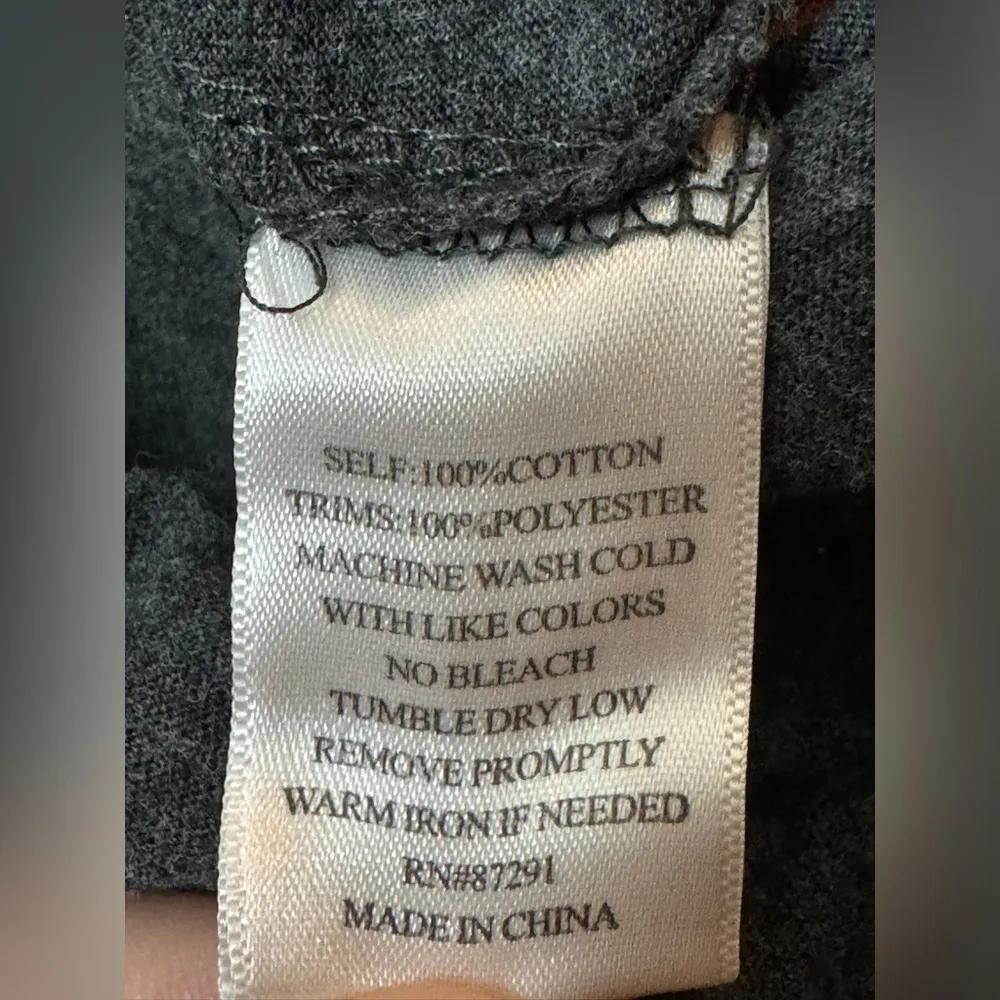 SELF:100%COTTON
TRIMS:100%POLYESTER
MACHINE WASH COLD
WITH LIKE COLORS
NO BLEACH
TUMBLE DRY LOW
REMOVE PROMPTLY
WARM IRON IF NEEDED
RN#87291
MADE IN CHINA